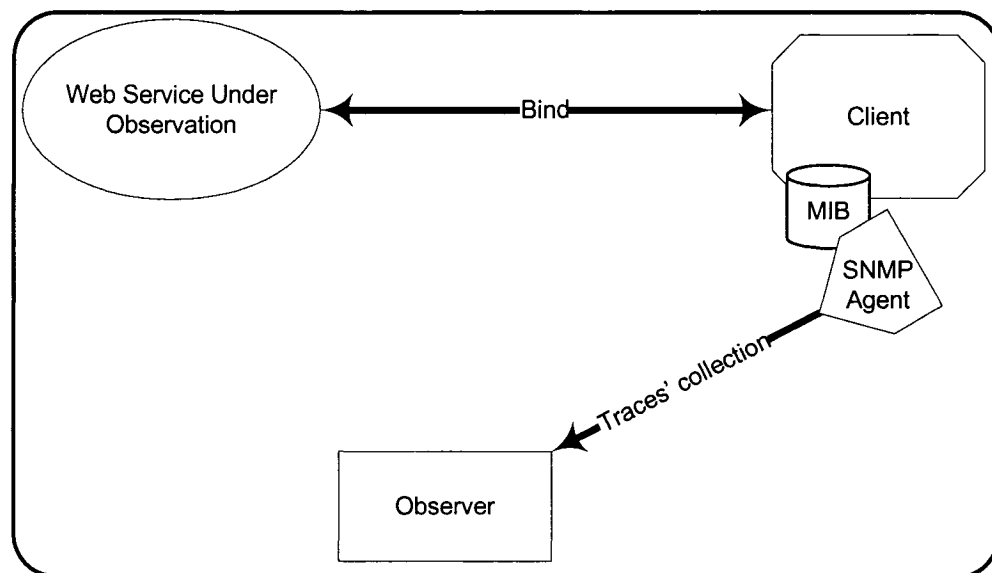 Web Service Under
Observation
Bind
Client
MIB
SNMP
Agent
Traces' collection
Observer